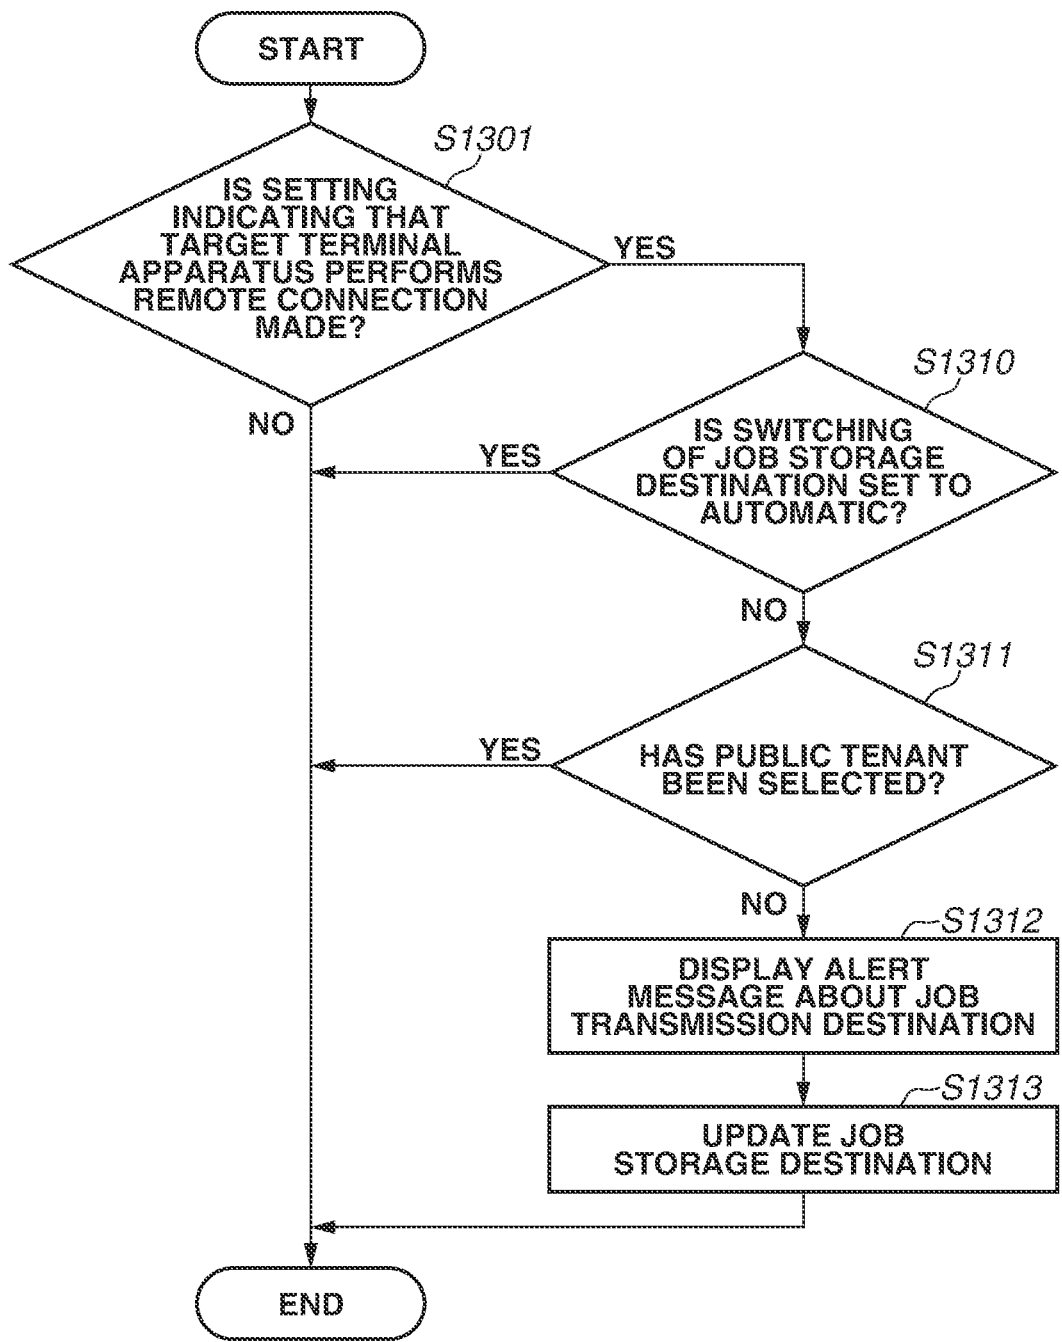 START
S1301
IS SETTING
INDICATING THAT
TARGET TERMINAL
APPARATUS PERFORMS
REMOTE CONNECTION
MADE?
YES
NO
S1310
IS SWITCHING
OF JOB STORAGE
DESTINATION SET TO
AUTOMATIC?
YES
NO
S1311
HAS PUBLIC TENANT
BEEN SELECTED?
YES
NO
S1312
DISPLAY ALERT
MESSAGE ABOUT JOB
TRANSMISSION DESTINATION
S1313
UPDATE JOB
STORAGE DESTINATION
END